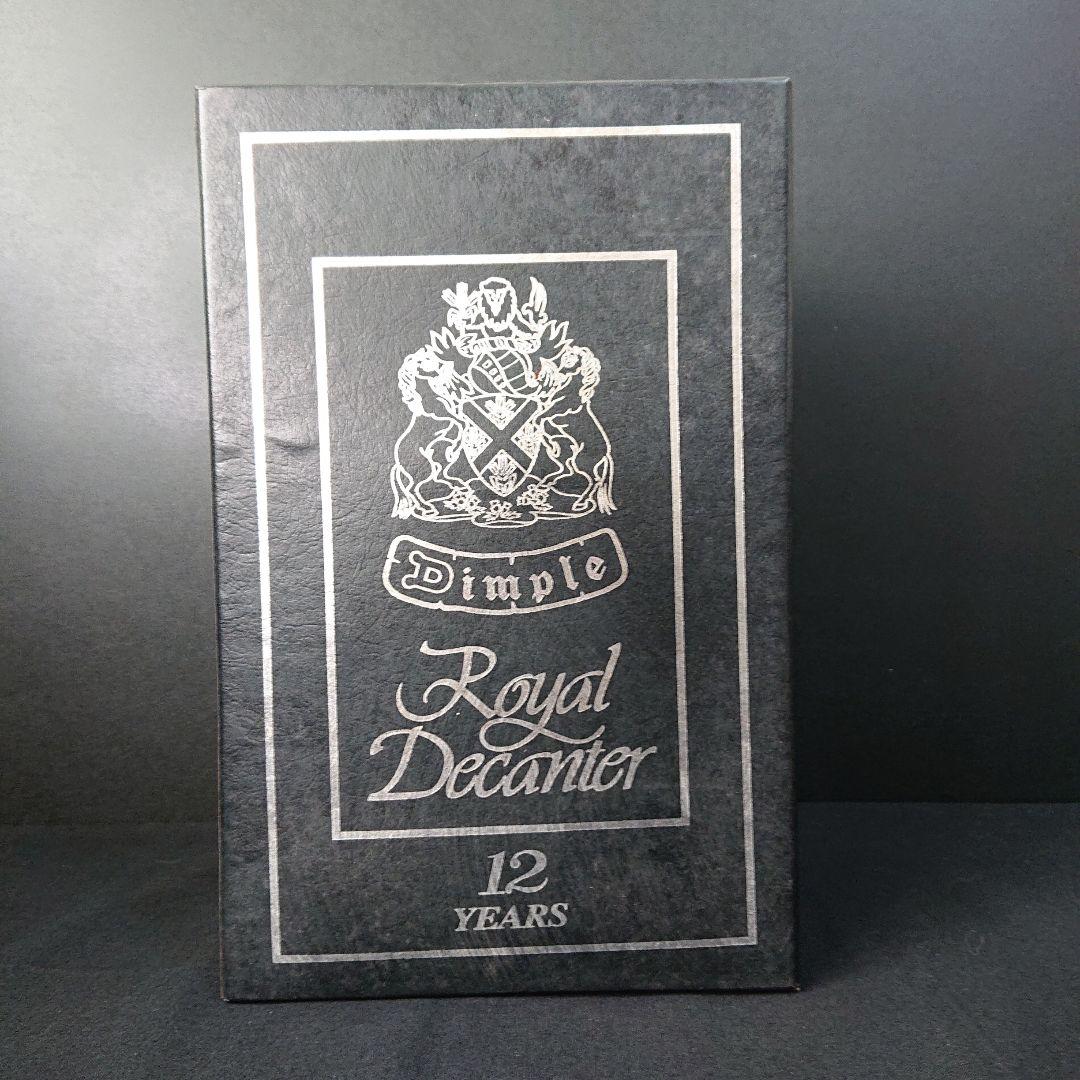 Dimple
Royal
Decanter
12
YEARS